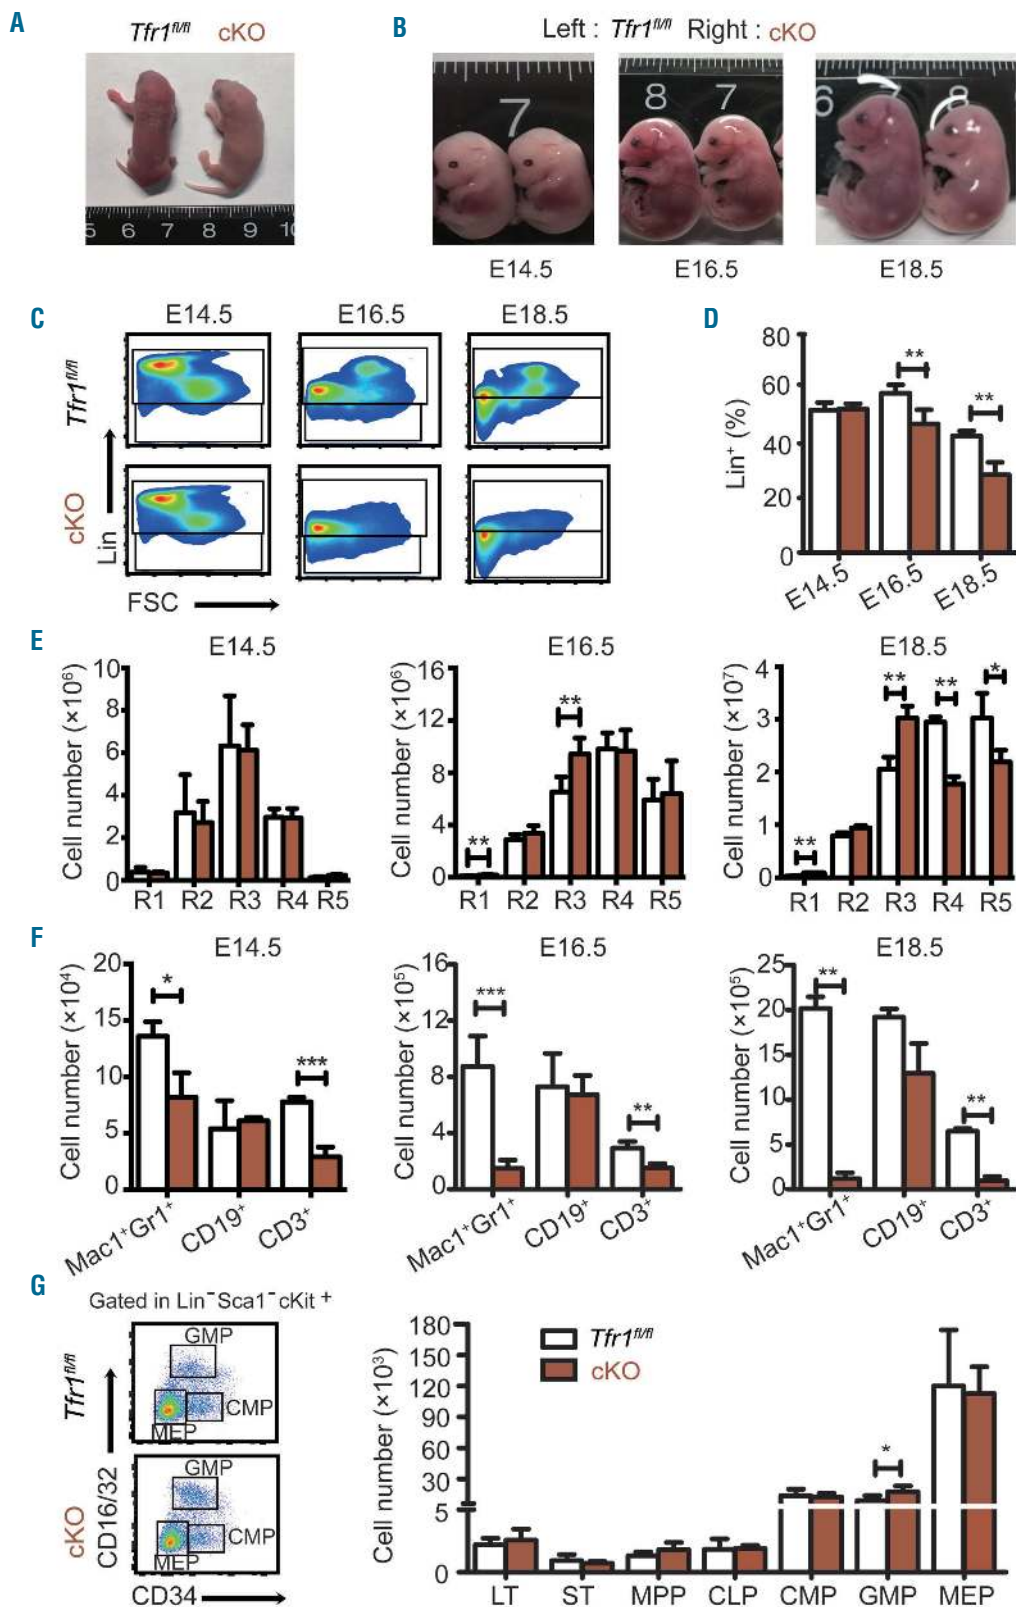 A
Tfr1fl/fl cKO
5 6 7 8 9 10
B
Left : Tfr1fl/fl Right : cKO
7
8 7
6 7 8
E14.5 E16.5 E18.5
C
E14.5 E16.5 E18.5
Tfr1fl/fl
cKO
Lin
FSC
D
Lin+ (%)
80
60
40
20
0
** **
E14.5 E16.5 E18.5
E
E14.5
Cell number (×10⁶)
10
8
6
4
2
0
R1 R2 R3 R4 R5
E16.5
Cell number (×10⁶)
16
12
8
4
0
** **
R1 R2 R3 R4 R5
E18.5
Cell number (×10⁷)
4
3
2
1
0
** ** ** *
R1 R2 R3 R4 R5
F
E14.5
Cell number (×10⁴)
20
15
10
5
0
* ***
Mac1+Gr1+ CD19+ CD3+
E16.5
Cell number (×10⁵)
16
12
8
4
0
*** **
Mac1+Gr1+ CD19+ CD3+
E18.5
Cell number (×10⁵)
25
20
15
10
5
0
** **
Mac1+Gr1+ CD19+ CD3+
G
Gated in Lin⁻Sca1⁻cKit⁺
Tfr1fl/fl
GMP
CMP
MEP
cKO
GMP
CMP
MEP
CD16/32
CD34
Cell number (×10³)
180
150
120
90
60
30
5
0
Tfr1fl/fl
cKO
*
LT ST MPP CLP CMP GMP MEP